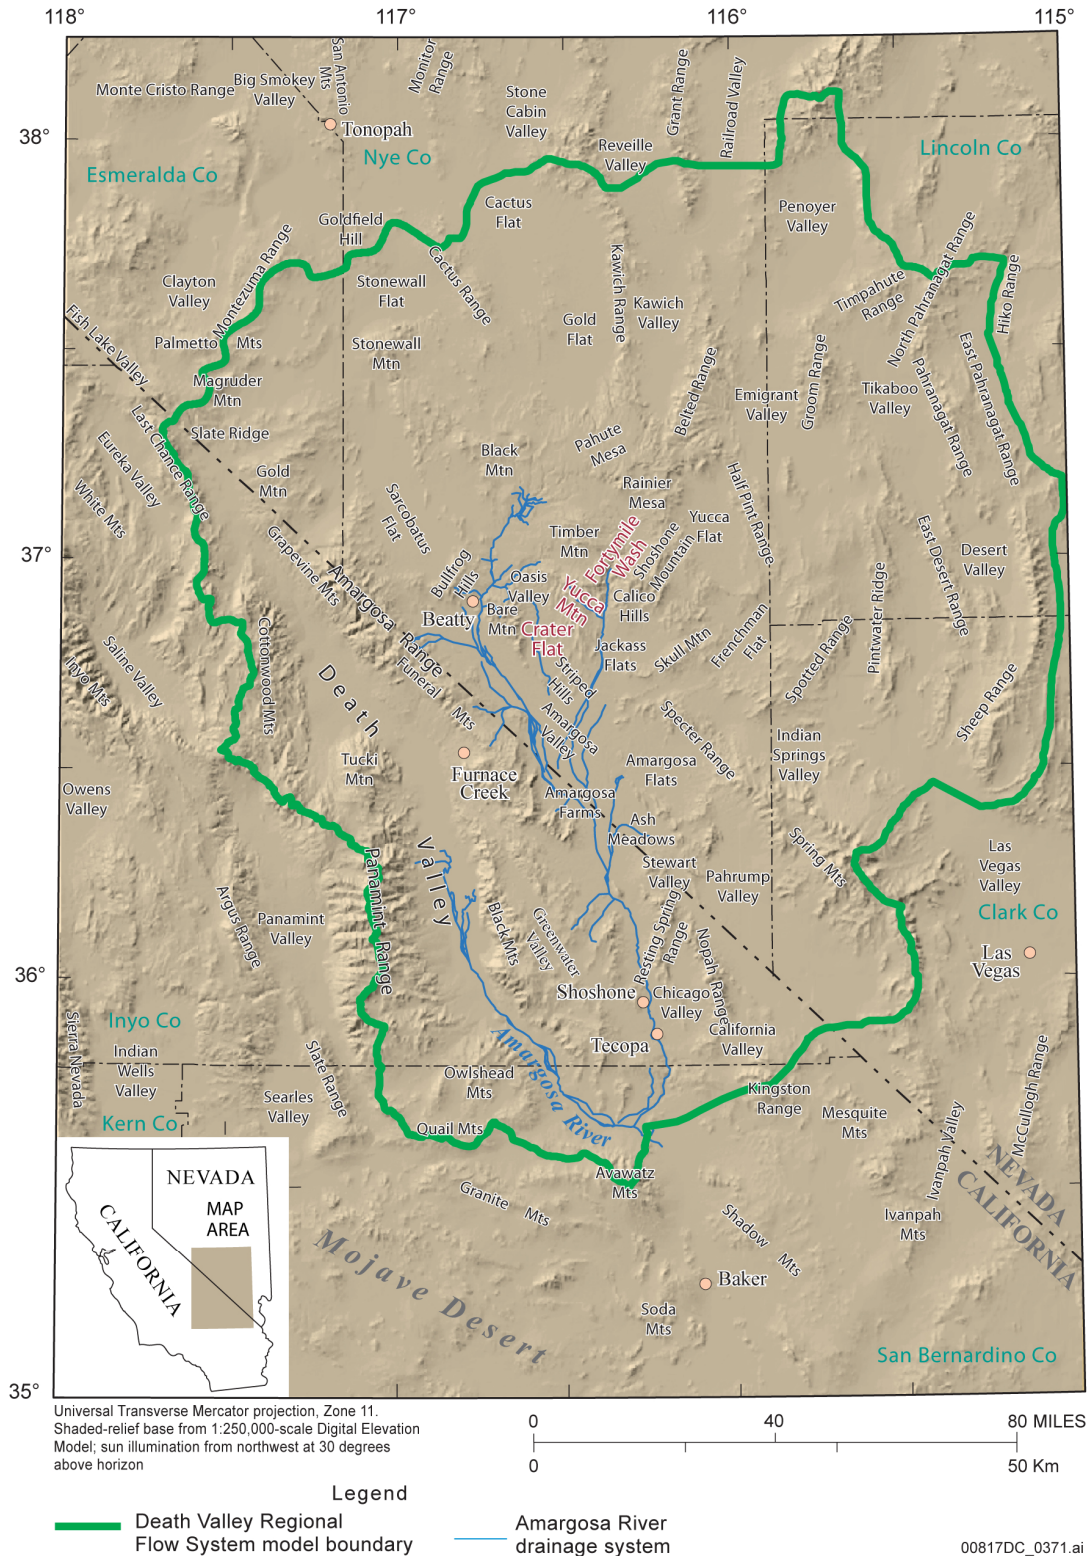 118°
117°
116°
115°
38°
37°
36°
35°
Monte Cristo Range
Big Smokey
Valley
San Antonio
Mts
Monitor
Range
Stone
Cabin
Valley
Grant Range
Railroad Valley
Tonopah
Nye Co
Esmeralda Co
Lincoln Co
Reveille
Valley
Penoyer
Valley
Cactus
Flat
Goldfield
Hill
Montezuma Range
Clayton
Valley
Stonewall
Flat
Cactus Range
Kawich Range
Kawich
Valley
Gold
Flat
Timpahute
Range
North Pahranagat Range
Hiko Range
Fish Lake Valley
Palmetto Mts
Stonewall
Mtn
Magruder
Mtn
Belted Range
Emigrant
Valley
Groom Range
Tikaboo
Valley
Pahranagat Range
East Pahranagat Range
Last Chance Range
Slate Ridge
Eureka Valley
White Mts
Gold
Mtn
Black
Mtn
Pahute
Mesa
Rainier
Mesa
Half Pint Range
Sarcobatus
Flat
Timber
Mtn
Fortymile
Wash
Shoshone
Mountain
Yucca
Flat
East Desert Range
Desert
Valley
Grapevine Mts
Amargosa Range
Bullfrog
Hills
Oasis
Valley
Yucca
Mtn
Calico
Hills
Pintwater Ridge
Beatty
Bare
Mtn
Crater
Flat
Jackass
Flats
Skull Mtn
Frenchman
Flat
Spotted Range
Sheep Range
Saline Valley
Inyo Mts
Cottonwood Mts
Death
Valley
Funeral
Mts
Striped
Hills
Amargosa
Valley
Specter Range
Indian
Springs
Valley
Tucki
Mtn
Furnace
Creek
Amargosa
Flats
Owens
Valley
Amargosa
Farms
Ash
Meadows
Stewart
Valley
Pahrump
Valley
Spring Mts
Las
Vegas
Valley
Clark Co
Las
Vegas
Panamint Range
Argus Range
Panamint
Valley
Black Mts
Greenwater
Valley
Resting Spring
Range
Nopah Range
Shoshone
Chicago
Valley
Tecopa
California
Valley
Inyo Co
Sierra Nevada
Indian
Wells
Valley
Kern Co
Slate Range
Searles
Valley
Owlshead
Mts
Amargosa River
Quail Mts
Kingston
Range
Mesquite
Mts
Ivanpah Valley
McCullogh Range
Avawatz
Mts
Granite Mts
NEVADA
CALIFORNIA
Ivanpah
Mts
Shadow Mts
Mojave Desert
Baker
Soda
Mts
San Bernardino Co
NEVADA
MAP
AREA
CALIFORNIA
Universal Transverse Mercator projection, Zone 11.
Shaded-relief base from 1:250,000-scale Digital Elevation
Model; sun illumination from northwest at 30 degrees
above horizon
0 40 80 MILES
0 50 Km
Legend
Death Valley Regional
Flow System model boundary
Amargosa River
drainage system
00817DC_0371.ai